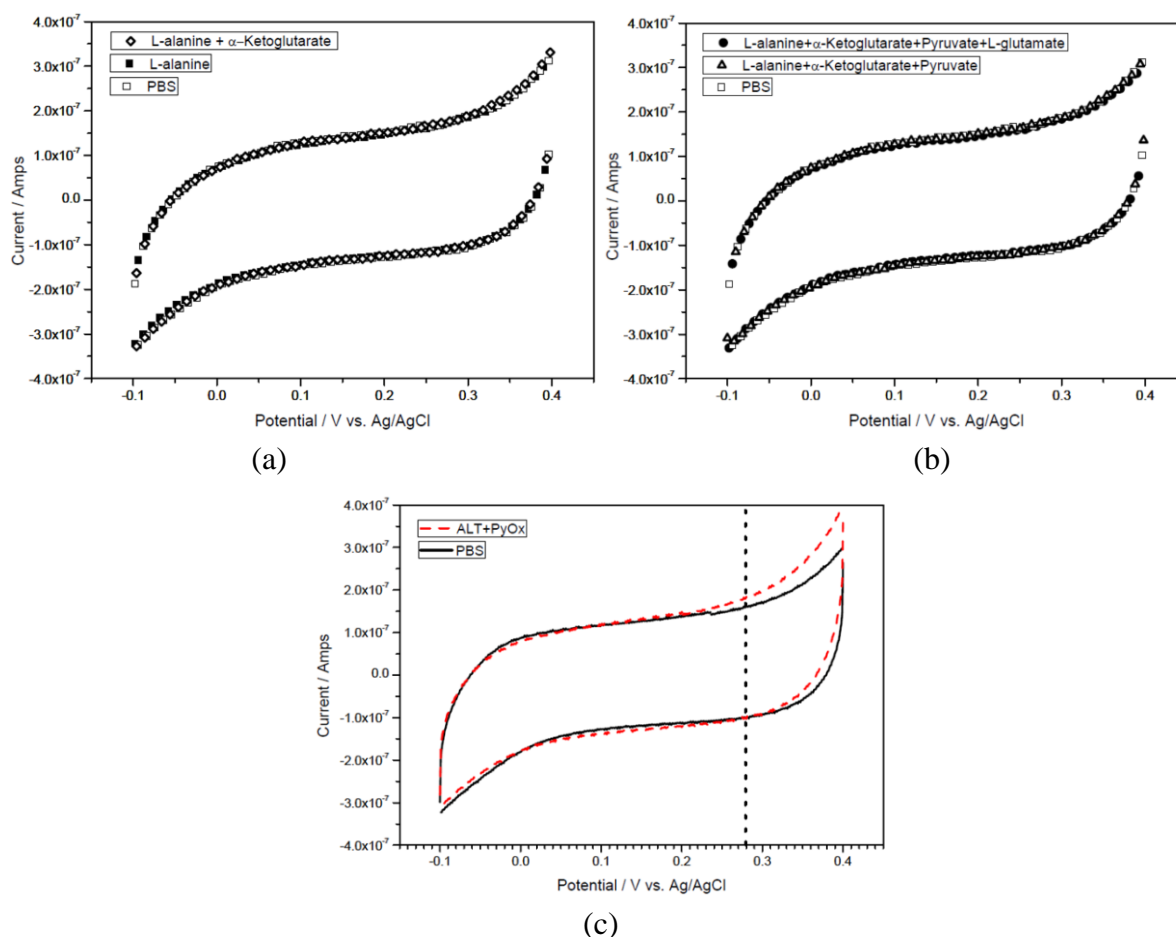 4.0x10-7
3.0x10-7
2.0x10-7
1.0x10-7
0.0
-1.0x10-7
-2.0x10-7
-3.0x10-7
-4.0x10-7
Current / Amps
L-alanine + α-Ketoglutarate
L-alanine
PBS
-0.1 0.0 0.1 0.2 0.3 0.4
Potential / V vs. Ag/AgCl
(a)
4.0x10-7
3.0x10-7
2.0x10-7
1.0x10-7
0.0
-1.0x10-7
-2.0x10-7
-3.0x10-7
-4.0x10-7
Current / Amps
L-alanine+α-Ketoglutarate+Pyruvate+L-glutamate
L-alanine+α-Ketoglutarate+Pyruvate
PBS
-0.1 0.0 0.1 0.2 0.3 0.4
Potential / V vs. Ag/AgCl
(b)
4.0x10-7
3.0x10-7
2.0x10-7
1.0x10-7
0.0
-1.0x10-7
-2.0x10-7
-3.0x10-7
-4.0x10-7
Current / Amps
ALT+PyOx
PBS
-0.1 0.0 0.1 0.2 0.3 0.4
Potential / V vs. Ag/AgCl
(c)